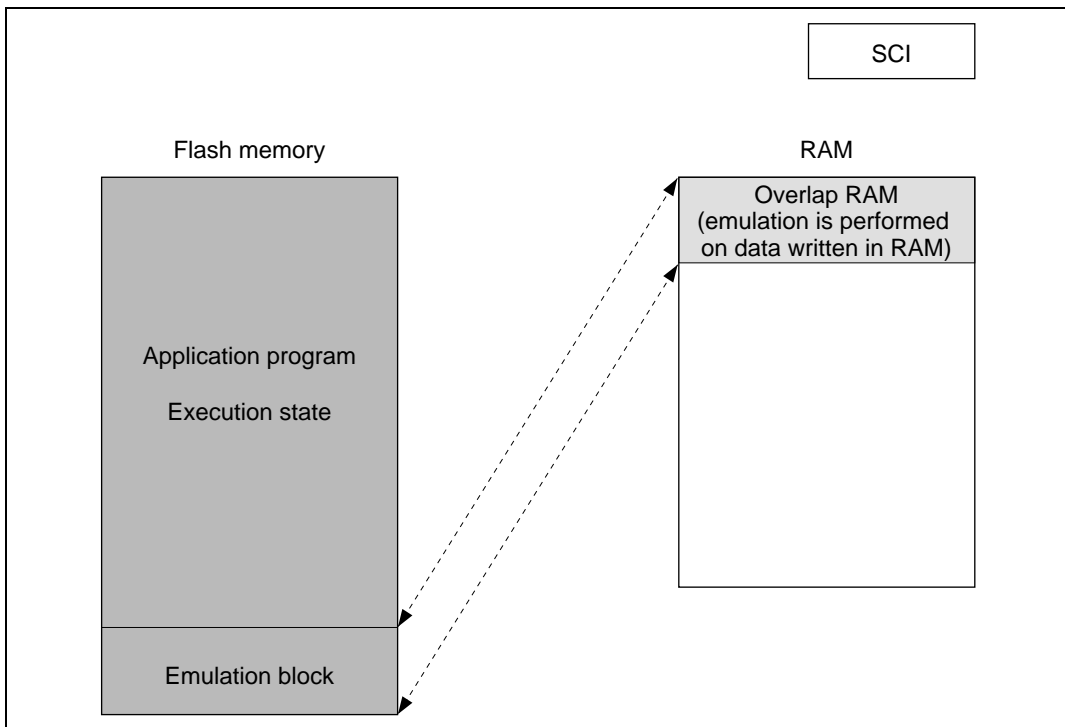 SCI
Flash memory
RAM
Overlap RAM
(emulation is performed
on data written in RAM)
Application program
Execution state
Emulation block